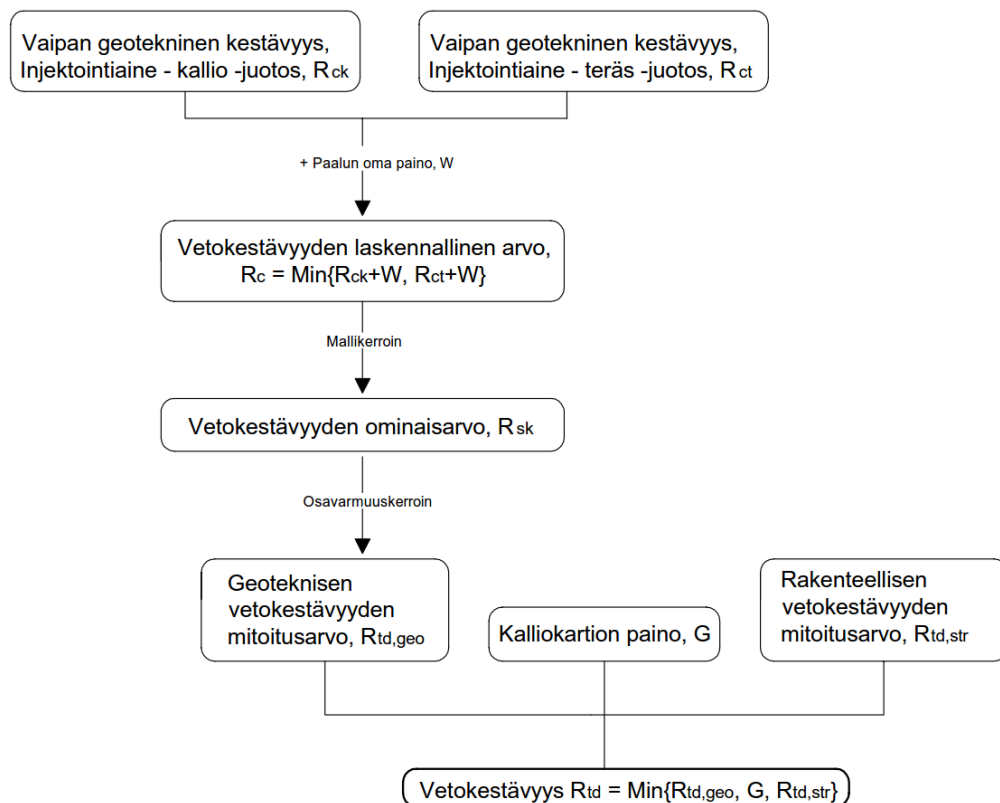 Vaipan geotekninen kestävyys,
Injektointiaine - kallio -juotos, Rck
Vaipan geotekninen kestävyys,
Injektointiaine - teräs -juotos, Rct
+ Paalun oma paino, W
Vetokestävyyden laskennallinen arvo,
Rc = Min{Rck+W, Rct+W}
Mallikerroin
Vetokestävyyden ominaisarvo, Rsk
Osavarmuuskerroin
Geoteknisen
vetokestävyyden
mitoitusarvo, Rtd,geo
Kalliokartion paino, G
Rakenteellisen
vetokestävyyden
mitoitusarvo, Rtd,str
Vetokestävyys Rtd = Min{Rtd,geo, G, Rtd,str}